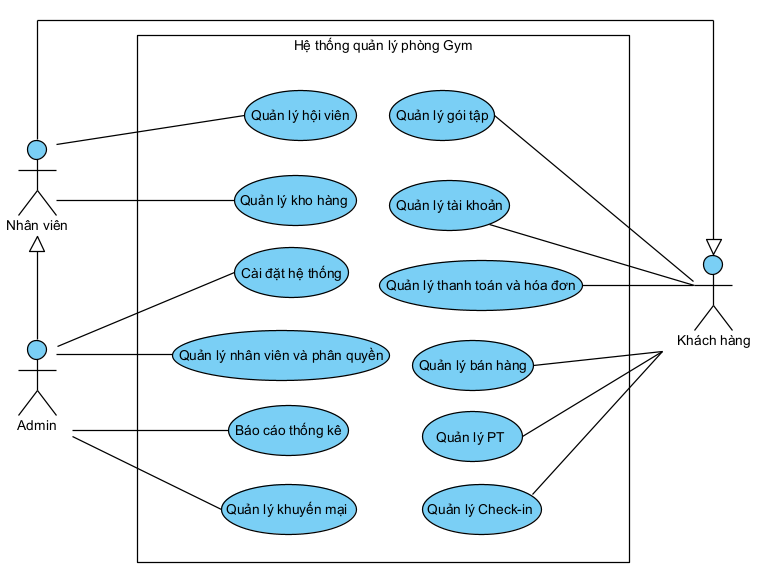 Hệ thống quản lý phòng Gym
Quản lý hội viên
Quản lý gói tập
Nhân viên
Quản lý kho hàng
Quản lý tài khoản
Cài đặt hệ thống
Quản lý thanh toán và hóa đơn
Khách hàng
Quản lý nhân viên và phân quyền
Quản lý bán hàng
Admin
Báo cáo thống kê
Quản lý PT
Quản lý khuyến mại
Quản lý Check-in